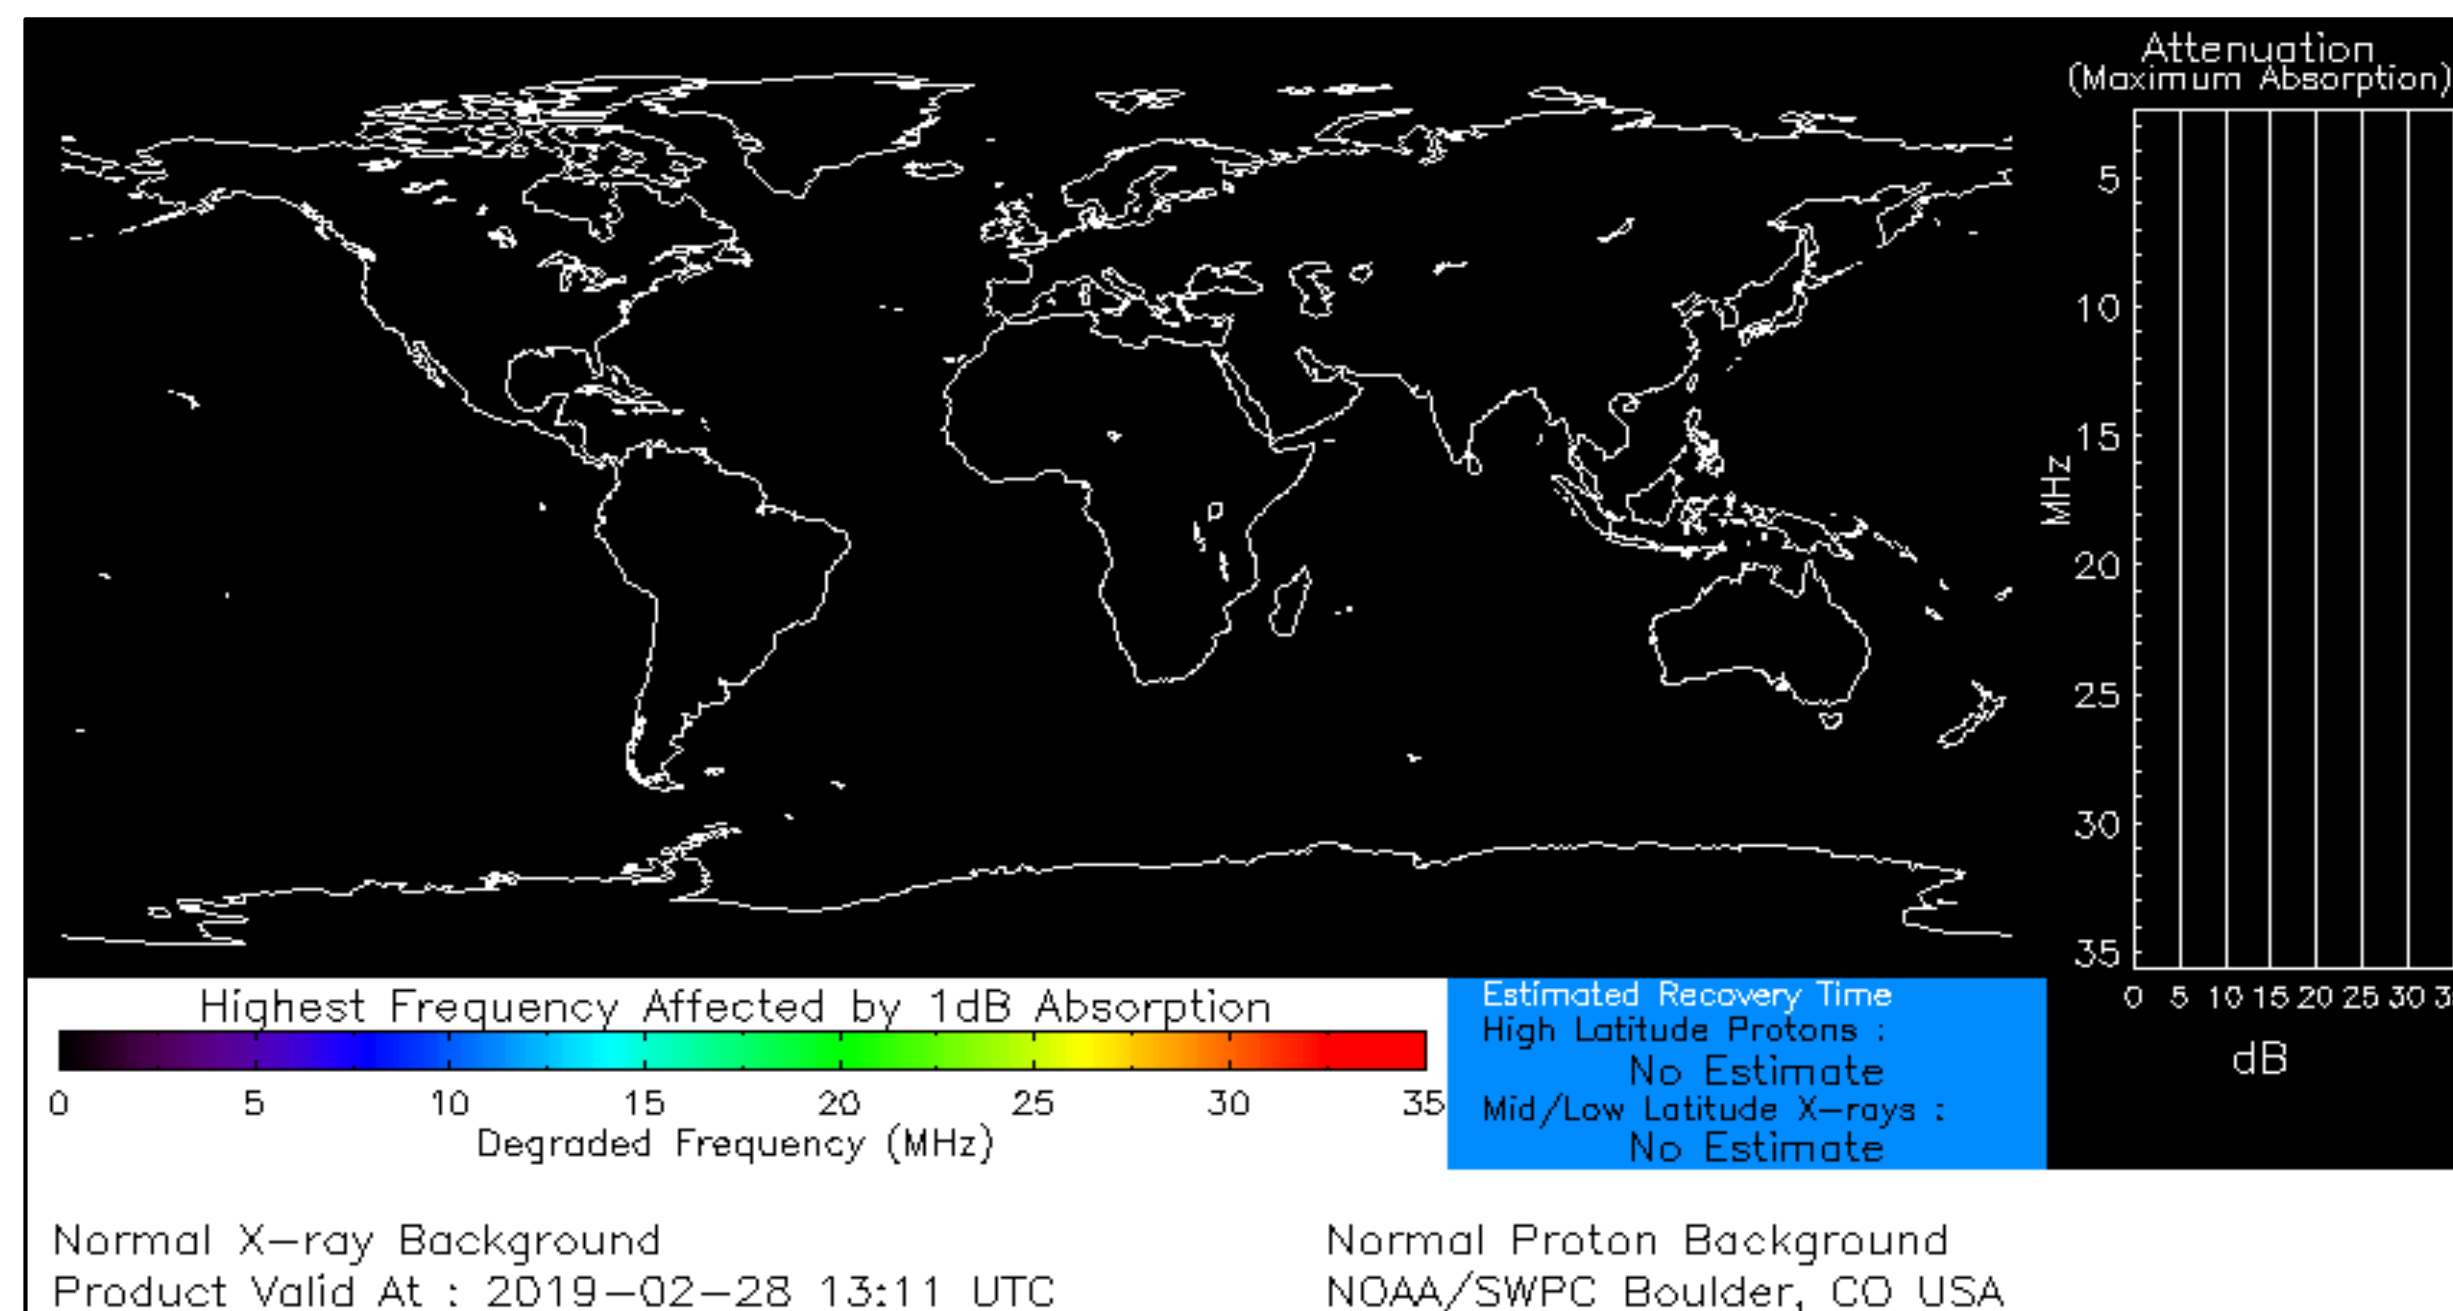 Attenuation
(Maximum Absorption)
5
10
15
20
25
30
35
MHz
0 5 10 15 20 25 30
dB
Highest Frequency Affected by 1dB Absorption
0 5 10 15 20 25 30 35
Degraded Frequency (MHz)
Estimated Recovery Time
High Latitude Protons :
No Estimate
Mid/Low Latitude X-rays :
No Estimate
Normal X-ray Background
Normal Proton Background
Product Valid At : 2019-02-28 13:11 UTC
NOAA/SWPC Boulder, CO USA